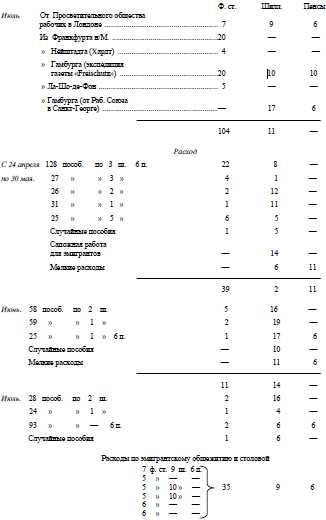 Ф. ст. Шилл. Пенсы
Июль От Просветительного общества
рабочих в Лондоне 7 9 6
Из Франкфурта н/М. 20 — —
» Нейштадта (Хардт) 4 — —
» Гамбурга (экспедиция
газеты «Freischutz») 20 10 10
» Ла-Шо-де-Фон 5 — —
» Гамбурга (от Раб. Союза
в Санкт-Георге) — 17 6
104 11 —
Расход
С 24 апреля 128 пособ. по 3 ш. 6 п. 22 8 —
по 30 мая. 27 » » 3 » 4 1 —
26 » » 2 » 2 12 —
31 » » 1 » 1 11 —
25 » » 5 » 6 5 —
Случайные пособия 1 5 —
Сапожная работа
для эмигрантов — 14 —
Мелкие расходы — 6 11
39 2 11
Июнь. 58 пособ. по 2 ш. 5 16 —
59 » » 1 » 2 19 —
25 » » 1 » 6 п. 1 17 6
Случайные пособия — 10 —
Мелкие расходы — 11 6
11 14 —
Июль. 28 пособ. по 2 ш. 2 16 —
24 » » 1 » 1 4 —
93 » » — 6 п. 2 6 6
Случайные пособия 1 6 —
Расходы по эмигрантскому общежитию и столовой
7 ф. ст. 9 ш. 6 п.
5 » — —
5 » 10 » —
5 » 10 » — 35 9 6
6 » — —
6 » — —